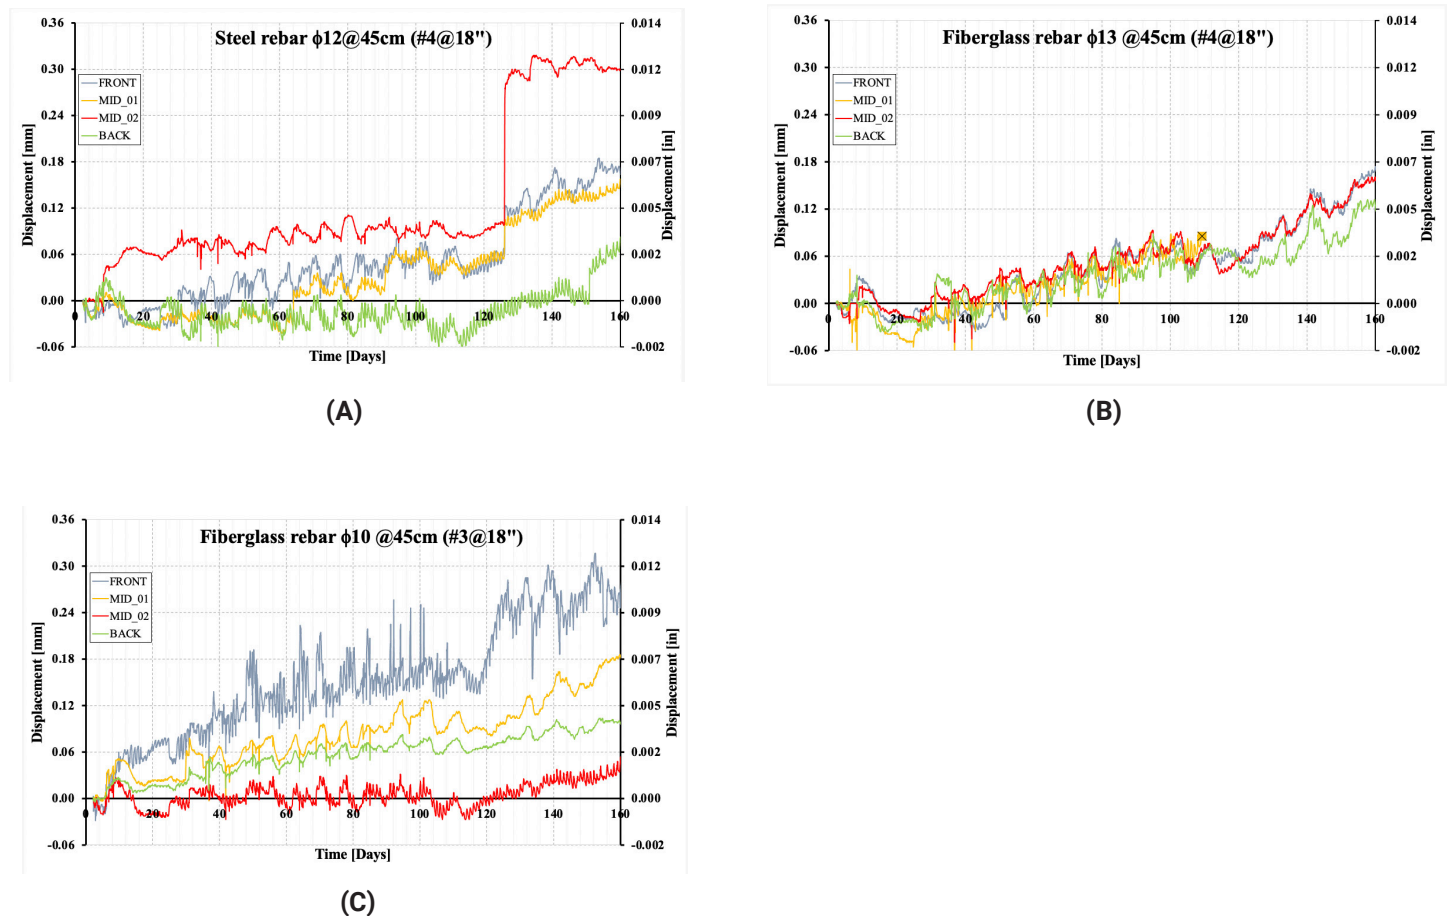 Steel rebar ϕ12@45cm (#4@18")
0.36
0.30
0.24
0.18
0.12
0.06
0.00
-0.06
Displacement [mm]
FRONT
MID_01
MID_02
BACK
0 20 40 60 80 100 120 140 160
Time [Days]
0.014
0.012
0.009
0.007
0.005
0.002
0.000
-0.002
Displacement [in]
(A)
Fiberglass rebar ϕ13 @45cm (#4@18")
0.36
0.30
0.24
0.18
0.12
0.06
0.00
-0.06
Displacement [mm]
FRONT
MID_01
MID_02
BACK
0 20 40 60 80 100 120 140 160
Time [Days]
0.014
0.012
0.009
0.007
0.005
0.002
0.000
-0.002
Displacement [in]
(B)
Fiberglass rebar ϕ10 @45cm (#3@18")
0.36
0.30
0.24
0.18
0.12
0.06
0.00
-0.06
Displacement [mm]
FRONT
MID_01
MID_02
BACK
0 20 40 60 80 100 120 140 160
Time [Days]
0.014
0.012
0.009
0.007
0.005
0.002
0.000
-0.002
Displacement [in]
(C)